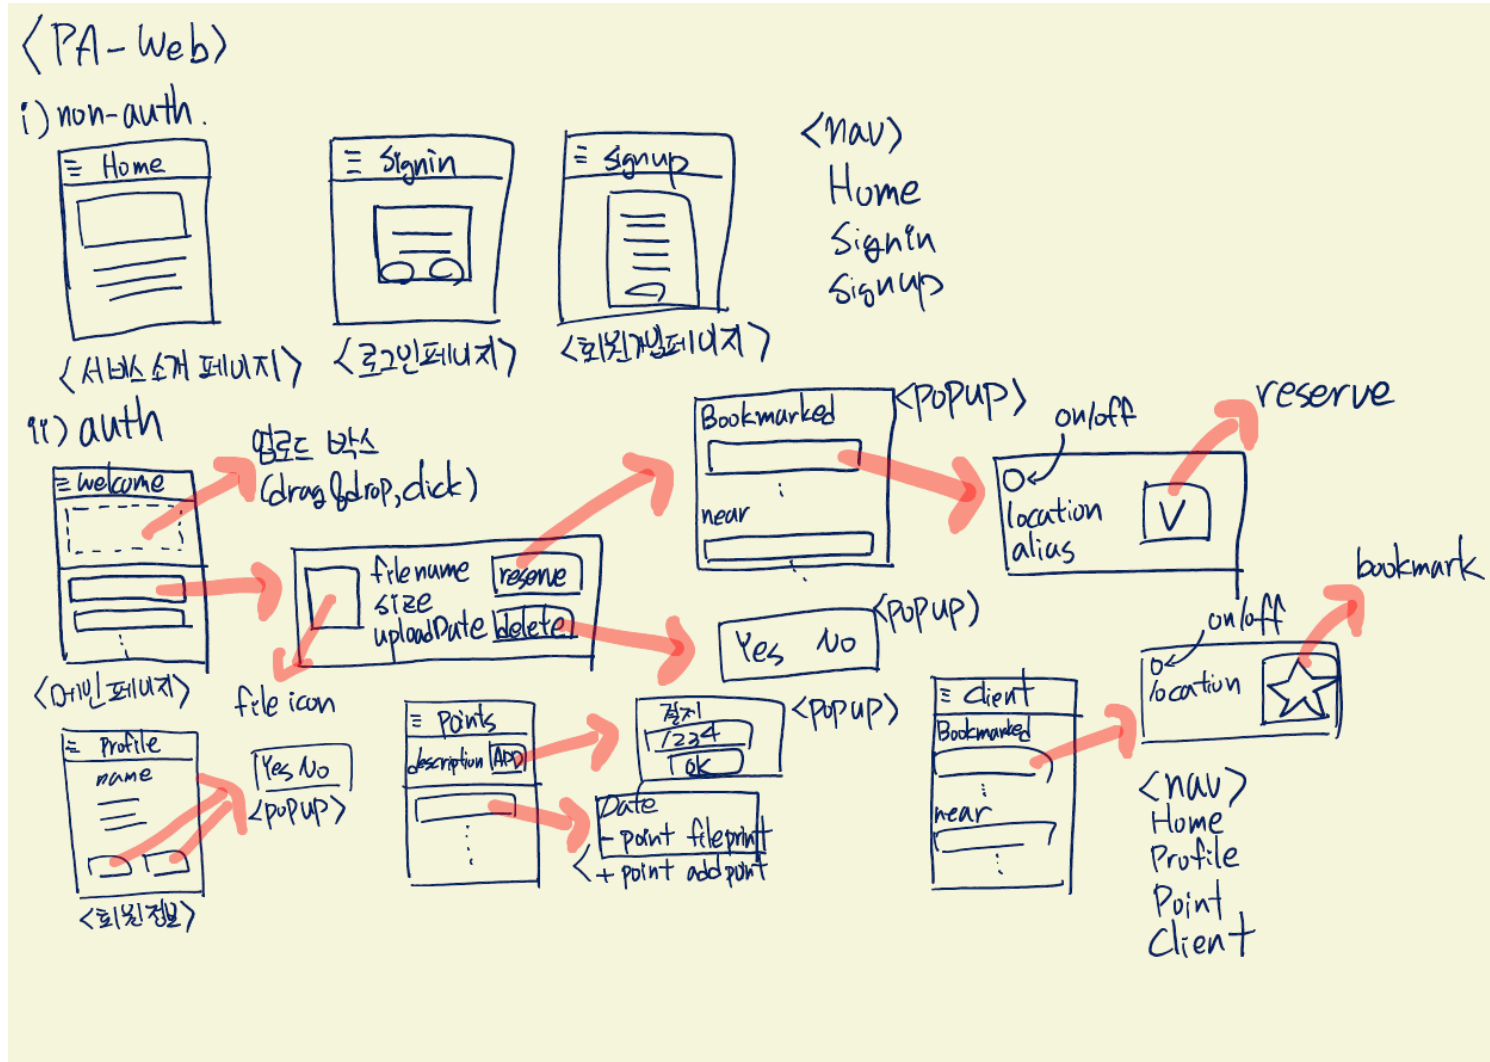 <PA-Web>
i) non-auth.
Home
<서비스 소개 페이지>
Signin
<로그인페이지>
signup
<회원가입페이지>
<nav>
Home
Signin
Signup
ii) auth
welcome
<메인 페이지>
업로드 박스
(drag&drop, click)
filename
size
uploadDate
reserve
delete
file icon
Bookmarked
near
<popup>
on/off
location
alias
V
reserve
Yes No
<popup>
Profile
name
<회원정보>
Yes No
<popup>
points
description
ADD
결제
1234
OK
<popup>
Date
- point fileprint
<+ point addpoint
client
Bookmarked
near
on/off
location
bookmark
<nav>
Home
Profile
Point
Client